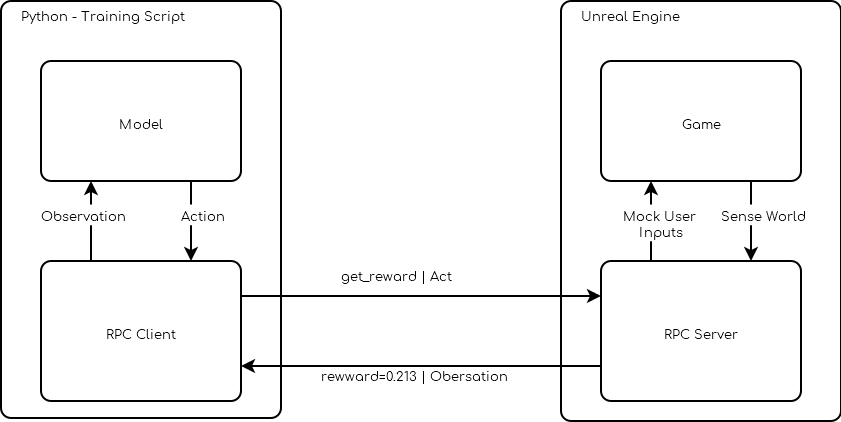 Python - Training Script
Unreal Engine
Model
Game
Observation
Action
Mock User
Inputs
Sense World
get_reward | Act
RPC Client
RPC Server
rewward=0.213 | Obersation